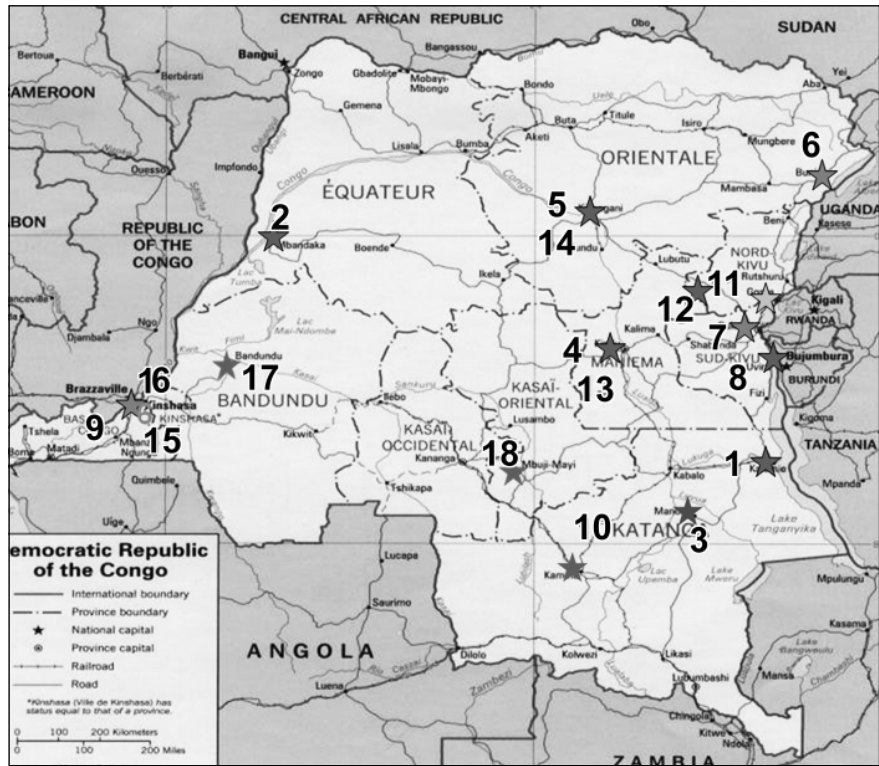 CENTRAL AFRICAN REPUBLIC
SUDAN
Obo
Bertoua
Bangui
Bangassou
Yei
Berbérati
Zongo
Gbadolite
Mobayi-
Mbongo
Bondo
Aba
CAMEROON
Gemena
Buta
Titule
Isiro
Uele
Aketi
Lisala
Bumba
Mungbere
6
Ouesso
Impfondo
ORIENTALE
Congo
Mambasa
ÉQUATEUR
Congo
5
UGANDA
2
REPUBLIC
OF THE
CONGO
14
Beni
Kasese
Mbandaka
Boende
NORD-
KIVU
Lubutu
Ikela
11
Rutshuru
Lac
Tumba
12
Kigali
RWANDA
Lac
Mai-Ndombe
Ngo
Djambala
Kalima
7
4
MANIEMA
SUD-KIVU
Bujumbura
Fimi
Bandundu
Brazzaville
16
17
Kasai
KASAÏ-
ORIENTAL
13
8
BURUNDI
Sankuru
Fizi
BANDUNDU
Ilebo
Lusambo
9
KINSHASA
Kigoma
Tshela
KASAÏ-
OCCIDENTAL
Kikwit
15
Matadi
18
TANZANIA
Kananga
Mbuji-Mayi
Lukuga
1
Kabalo
Quimbele
Tshikapa
Mpanda
Uíge
10
3
Lake
Tanganyika
Democratic Republic
of the Congo
Lucapa
Lac
Upemba
Lake
Mweru
International boundary
Mpulungu
Province boundary
Saurimo
Kasama
National capital
Province capital
ANGOLA
Lake
Bangweulu
Railroad
Dilolo
Kolwezi
Likasi
Road
Mansa
Luena
Lubumbashi
Zambezi
*Kinshasa (Ville de Kinshasa) has
status equal to that of a province.
Chingola
0 100 200 Kilometers
Kitwe
0 100 200 Miles
Ndola
ZAMBIA